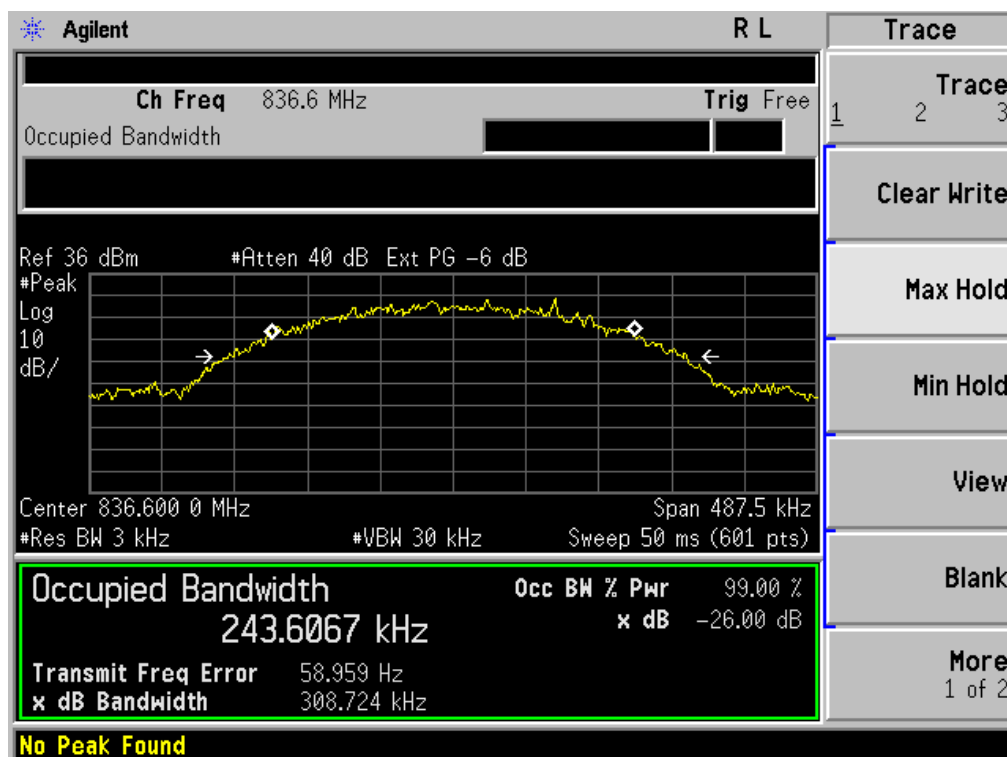 Agilent R L Trace
Ch Freq 836.6 MHz Trig Free
Occupied Bandwidth
Trace
1 2 3
Clear Write
Ref 36 dBm #Atten 40 dB Ext PG -6 dB
#Peak
Log
10
dB/
Max Hold
Min Hold
View
Center 836.600 0 MHz Span 487.5 kHz
#Res BW 3 kHz #VBW 30 kHz Sweep 50 ms (601 pts)
Occupied Bandwidth Occ BW % Pwr 99.00 %
243.6067 kHz x dB -26.00 dB
Transmit Freq Error 58.959 Hz
x dB Bandwidth 308.724 kHz
Blank
More
1 of 2
No Peak Found